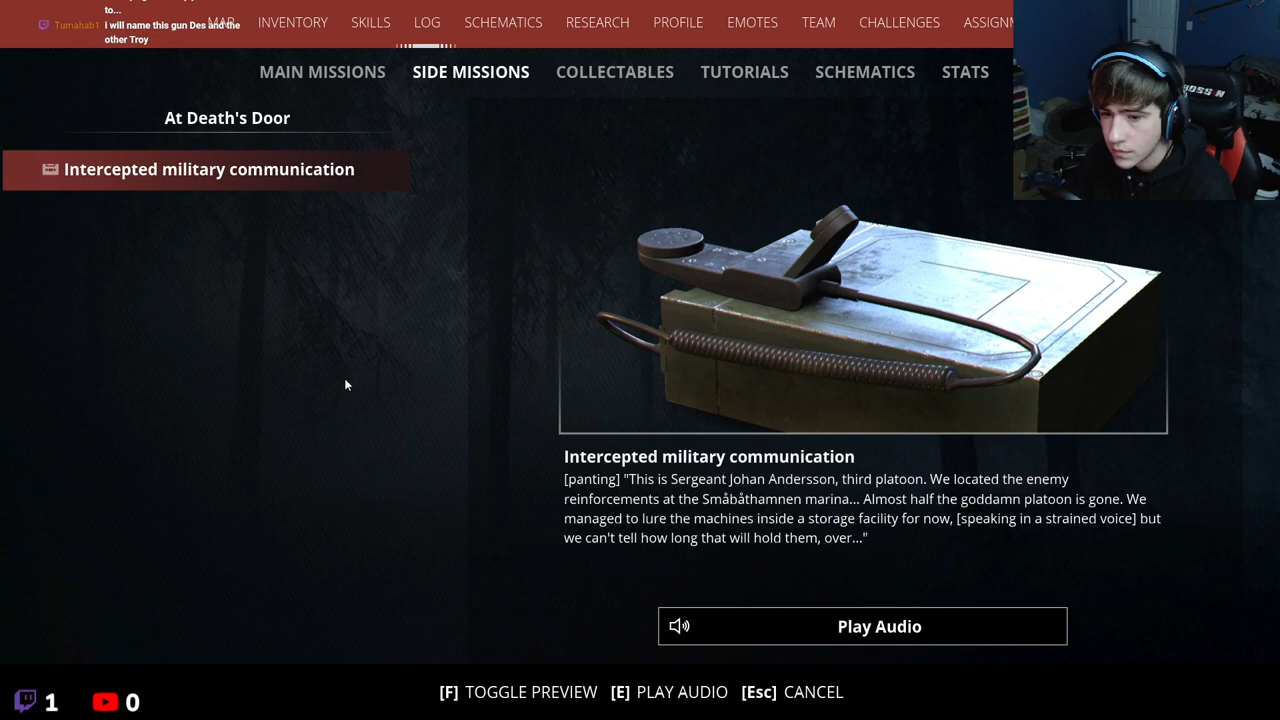 to...
Tumahab1 i will name this gun Des and the
other Troy
MAP INVENTORY SKILLS LOG SCHEMATICS RESEARCH PROFILE EMOTES TEAM CHALLENGES ASSIGNM
MAIN MISSIONS SIDE MISSIONS COLLECTABLES TUTORIALS SCHEMATICS STATS
At Death's Door
Intercepted military communication
Intercepted military communication
[panting] "This is Sergeant Johan Andersson, third platoon. We located the enemy
reinforcements at the Småbåthamnen marina... Almost half the goddamn platoon is gone. We
managed to lure the machines inside a storage facility for now, [speaking in a strained voice] but
we can't tell how long that will hold them, over..."
Play Audio
[F] TOGGLE PREVIEW [E] PLAY AUDIO [Esc] CANCEL
1 0